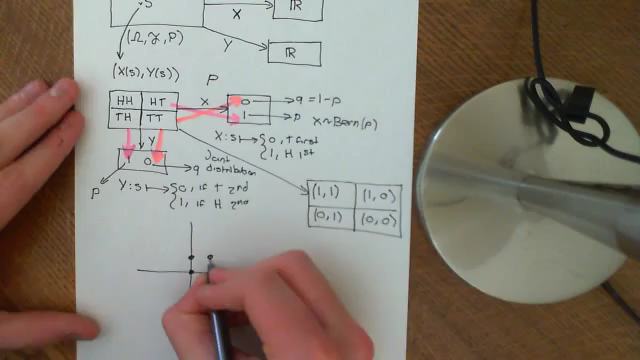 S
X
ℝ
(Ω, 𝓕, P)
Y
ℝ
(X(s), Y(s))
P
HH HT
TH TT
X
0 → q = 1-p
1 → p X~Bern(p)
X: s ↦ { 0, T first
{ 1, H 1st
Y
1 0 → q
Joint distribution
P
Y: s ↦ { 0, if T 2nd
{ 1, if H 2nd
(1,1) (1,0)
(0,1) (0,0)